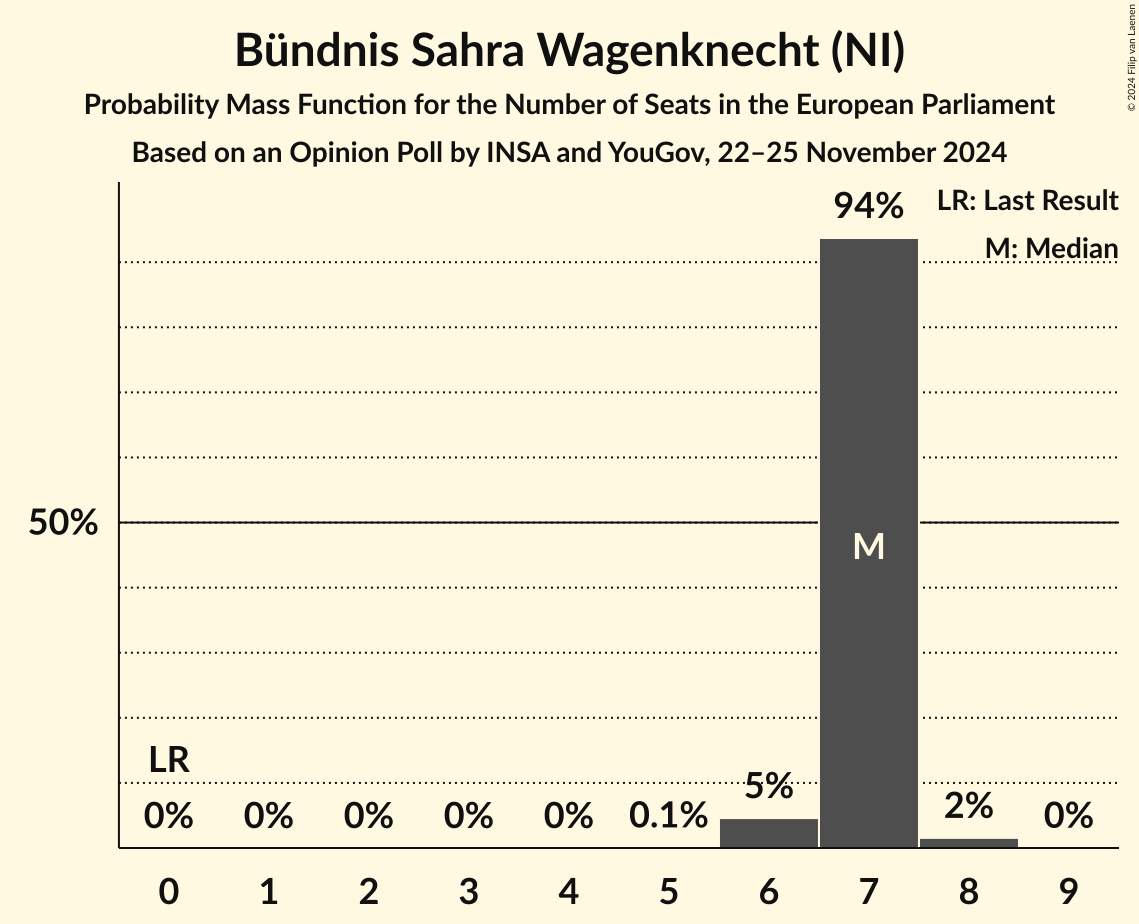 Bündnis Sahra Wagenknecht (NI)
Probability Mass Function for the Number of Seats in the European Parliament
Based on an Opinion Poll by INSA and YouGov, 22–25 November 2024
© 2024 Filip van Laenen
LR: Last Result
M: Median
94%
50%
M
LR
0% 0% 0% 0% 0% 0.1% 5% 2% 0%
0 1 2 3 4 5 6 7 8 9